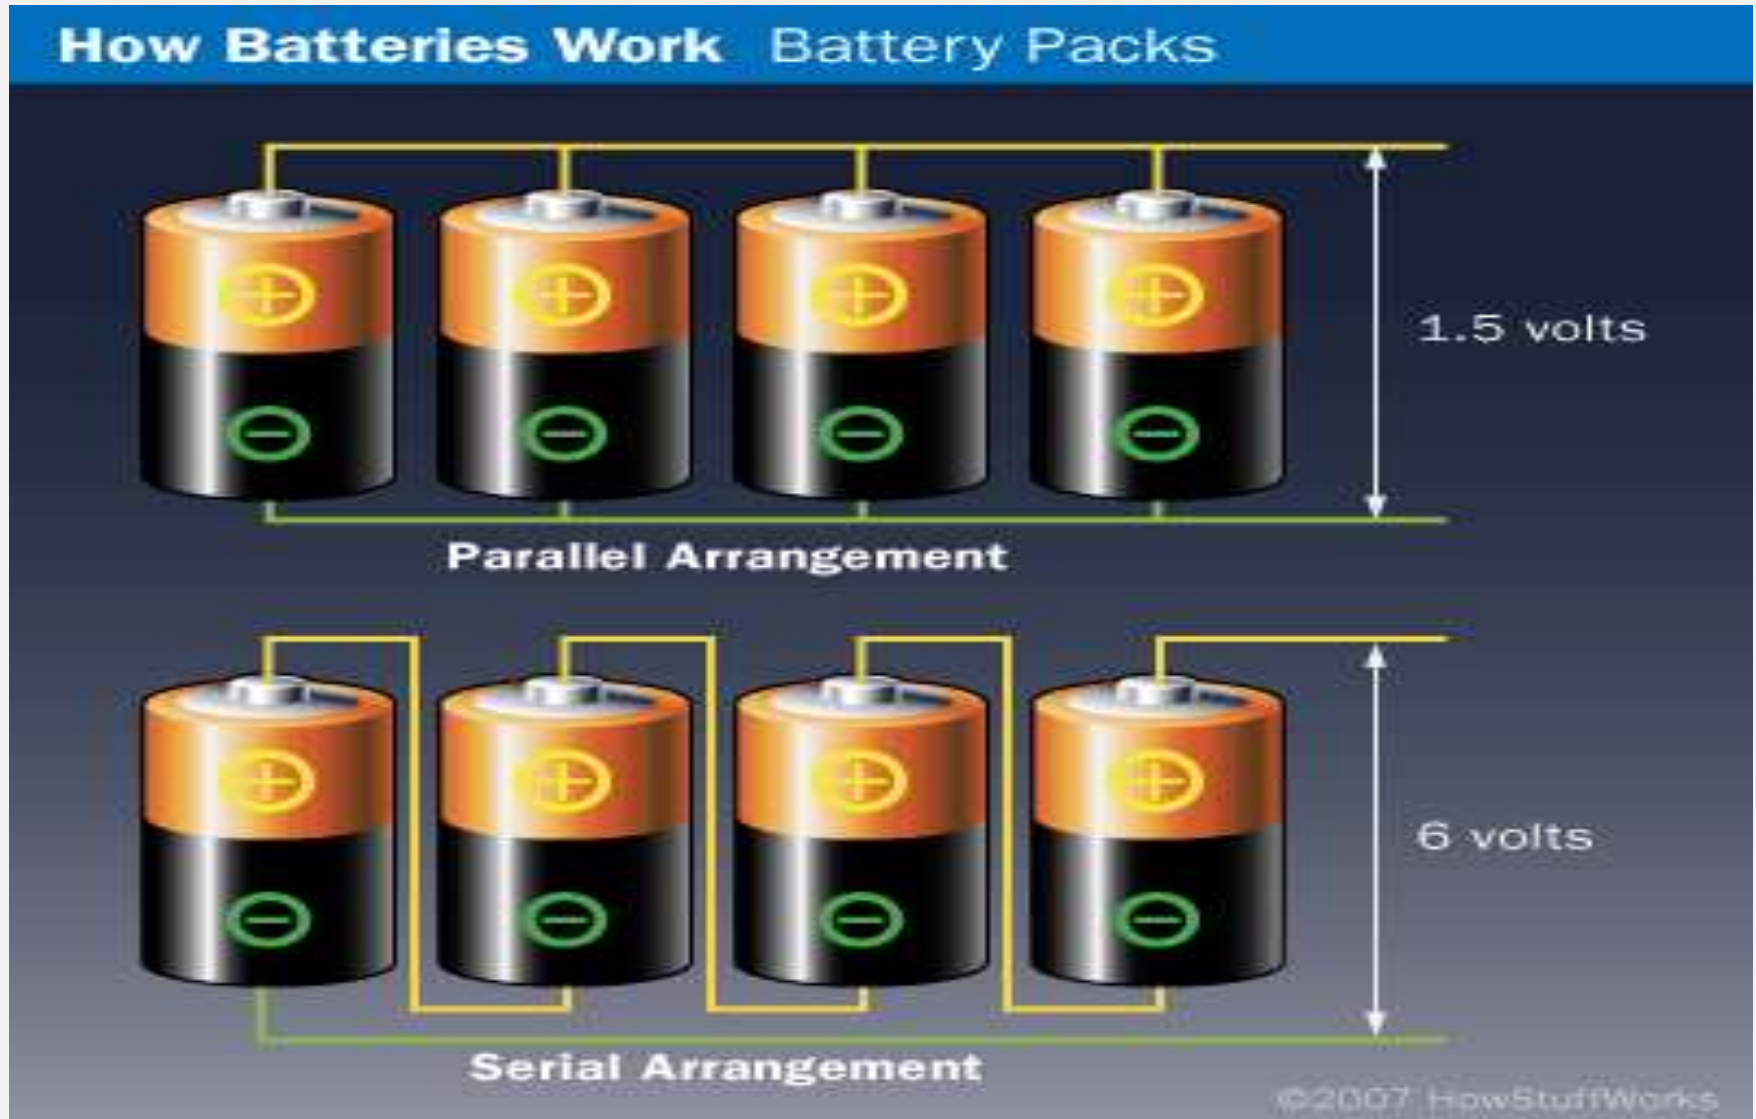 How Batteries Work Battery Packs
+ + + +
1.5 volts
- - - -
Parallel Arrangement
+ + + +
6 volts
- - - -
Serial Arrangement
©2007 HowStuffWorks